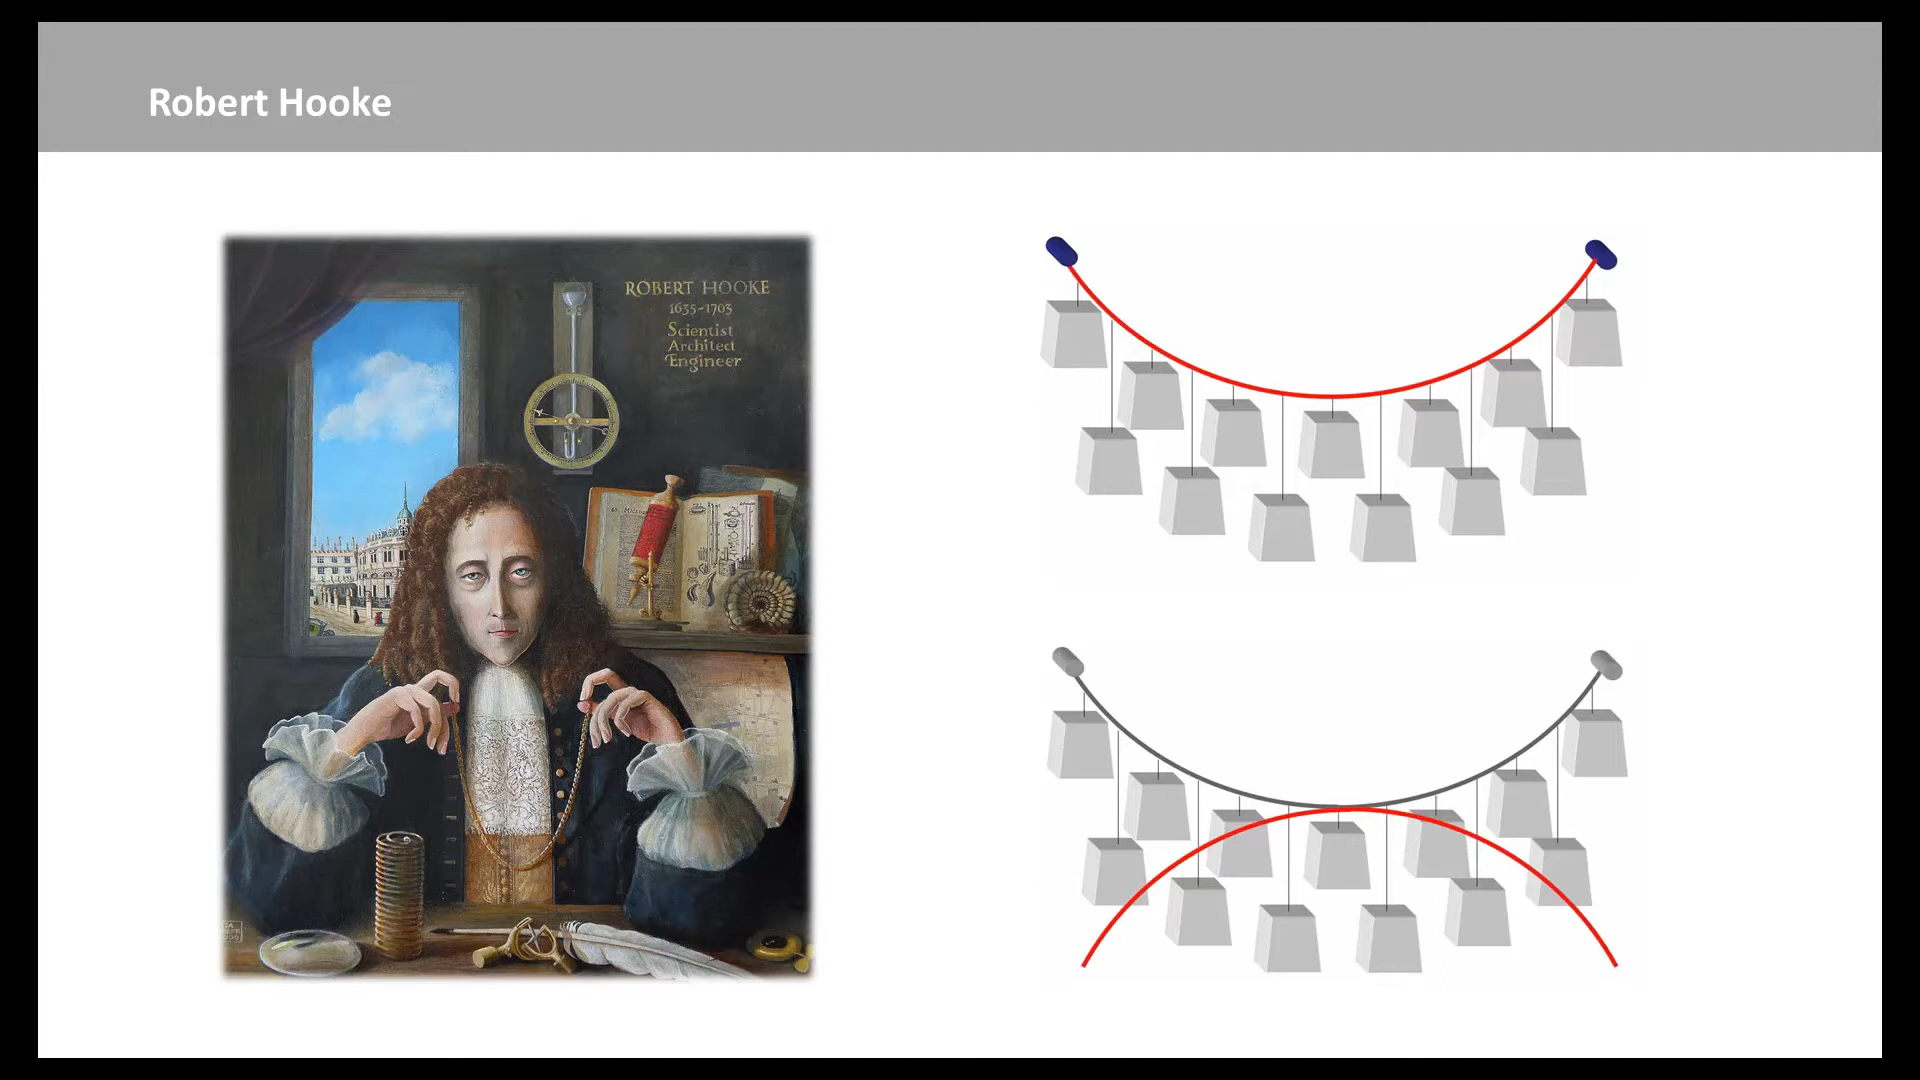 Robert Hooke
ROBERT HOOKE
1635-1703
Scientist
Architect
Engineer